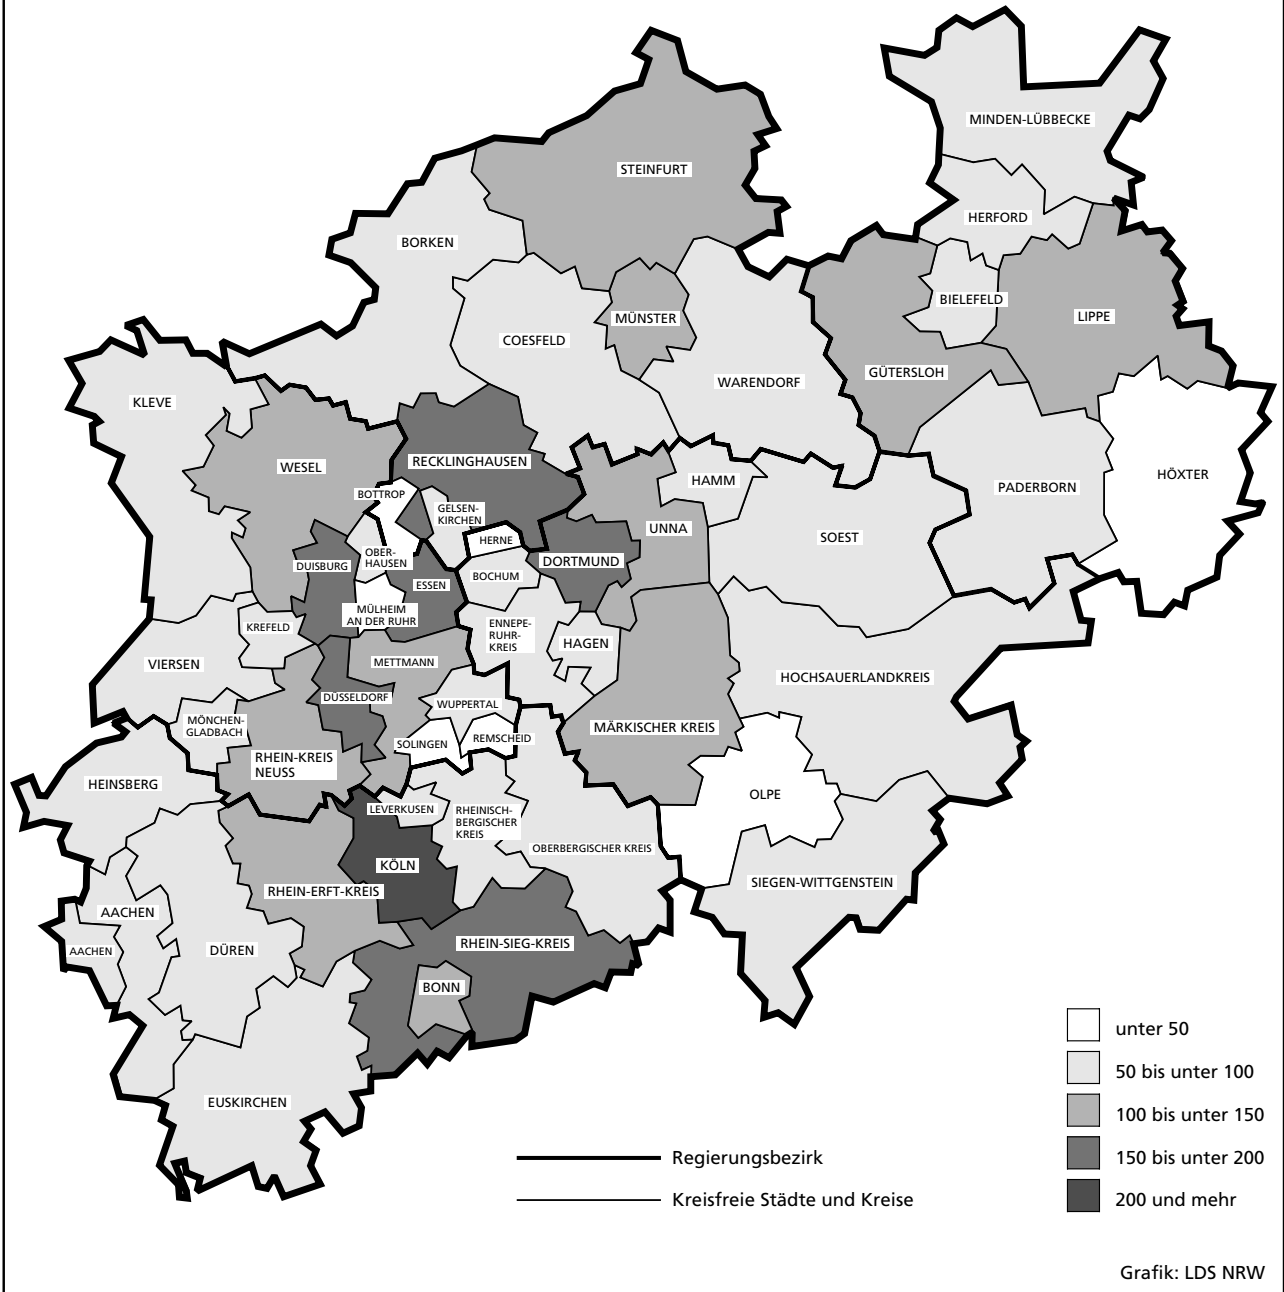 MINDEN-LÜBBECKE
STEINFURT
HERFORD
BORKEN
BIELEFELD
LIPPE
MÜNSTER
COESFELD
GÜTERSLOH
WARENDORF
KLEVE
RECKLINGHAUSEN
WESEL
HÖXTER
HAMM
PADERBORN
BOTTROP
GELSEN-
KIRCHEN
UNNA
SOEST
HERNE
OBER-
HAUSEN
DUISBURG
DORTMUND
BOCHUM
ESSEN
MÜLHEIM
AN DER RUHR
KREFELD
ENNEPE-
RUHR-
KREIS
HAGEN
VIERSEN
METTMANN
HOCHSAUERLANDKREIS
DÜSSELDORF
WUPPERTAL
MÖNCHEN-
GLADBACH
MÄRKISCHER KREIS
SOLINGEN
REMSCHEID
RHEIN-KREIS
NEUSS
HEINSBERG
OLPE
LEVERKUSEN
RHEINISCH-
BERGISCHER
KREIS
OBERBERGISCHER KREIS
KÖLN
RHEIN-ERFT-KREIS
SIEGEN-WITTGENSTEIN
AACHEN
AACHEN
DÜREN
RHEIN-SIEG-KREIS
BONN
EUSKIRCHEN
unter 50
50 bis unter 100
100 bis unter 150
150 bis unter 200
200 und mehr
Regierungsbezirk
Kreisfreie Städte und Kreise
Grafik: LDS NRW